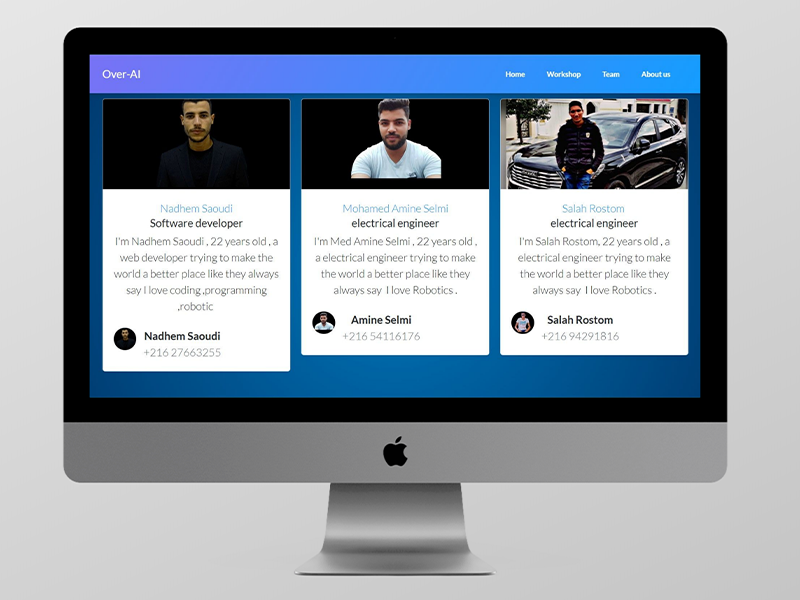 Over-AI
Home Workshop Team About us
Nadhem Saoudi
Software developer
I'm Nadhem Saoudi , 22 years old , a
web developer trying to make the
world a better place like they always
say I love coding ,programming
,robotic
Nadhem Saoudi
+216 27663255
Mohamed Amine Selmi
electrical engineer
I'm Med Amine Selmi , 22 years old ,
a electrical engineer trying to make
the world a better place like they
always say I love Robotics .
Amine Selmi
+216 54116176
Salah Rostom
electrical engineer
I'm Salah Rostom, 22 years old , a
electrical engineer trying to make
the world a better place like they
always say I love Robotics .
Salah Rostom
+216 94291816